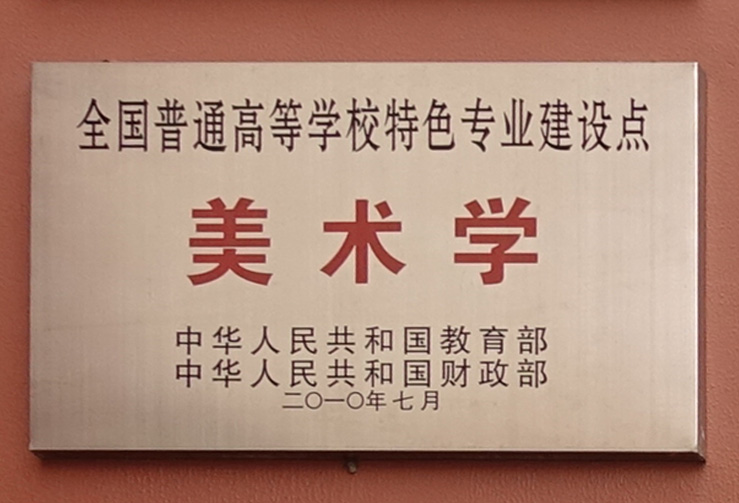 全国普通高等学校特色专业建设点
美术学
中华人民共和国教育部
中华人民共和国财政部
二〇一〇年七月